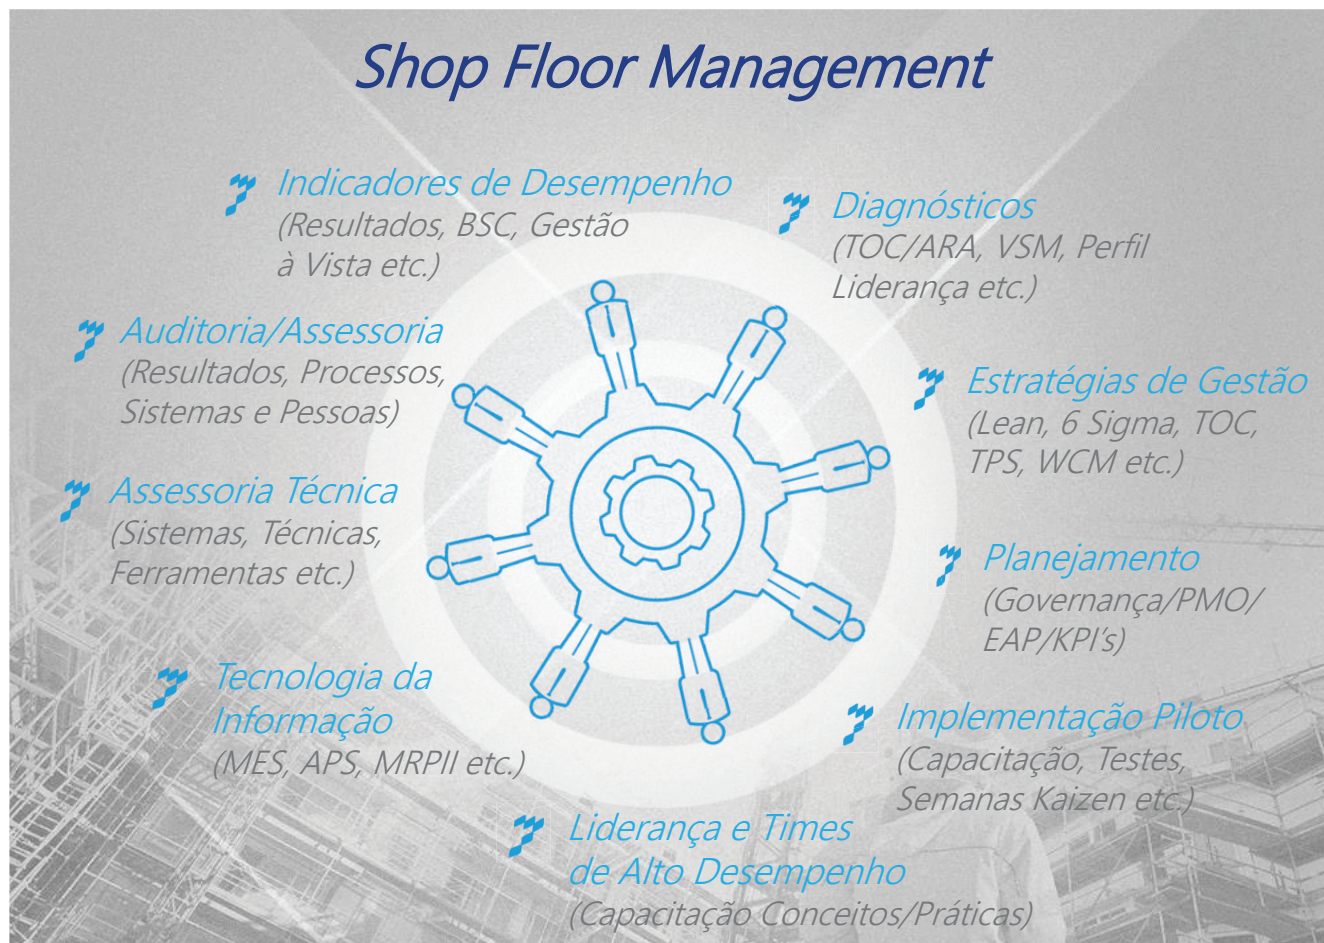 Shop Floor Management
Indicadores de Desempenho
(Resultados, BSC, Gestão
à Vista etc.)
Diagnósticos
(TOC/ARA, VSM, Perfil
Liderança etc.)
Auditoria/Assessoria
(Resultados, Processos,
Sistemas e Pessoas)
Estratégias de Gestão
(Lean, 6 Sigma, TOC,
TPS, WCM etc.)
Assessoria Técnica
(Sistemas, Técnicas,
Ferramentas etc.)
Planejamento
(Governança/PMO/
EAP/KPI’s)
Tecnologia da
Informação
(MES, APS, MRPII etc.)
Implementação Piloto
(Capacitação, Testes,
Semanas Kaizen etc.)
Liderança e Times
de Alto Desempenho
(Capacitação Conceitos/Práticas)